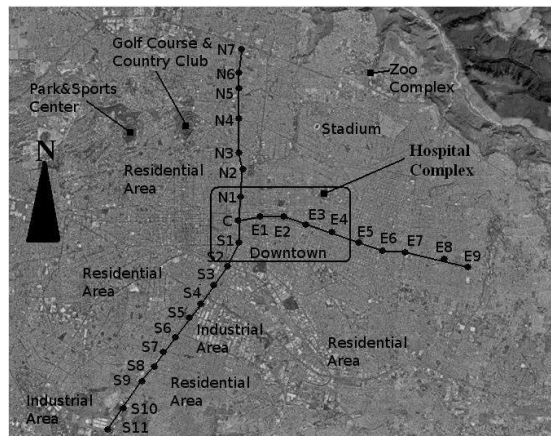 N7
Golf Course &
Country Club
N6
Zoo
Complex
N5
Park&Sports
Center
N4
Stadium
N
N3
Hospital
Complex
N2
Residential
Area
N1
C
E1
E2
E3
E4
S1
E5
E6
E7
E8
E9
Downtown
S2
Residential
Area
S3
S4
S5
Industrial
Area
S6
Residential
Area
S7
S8
S9
Residential
Area
Industrial
Area
S10
S11